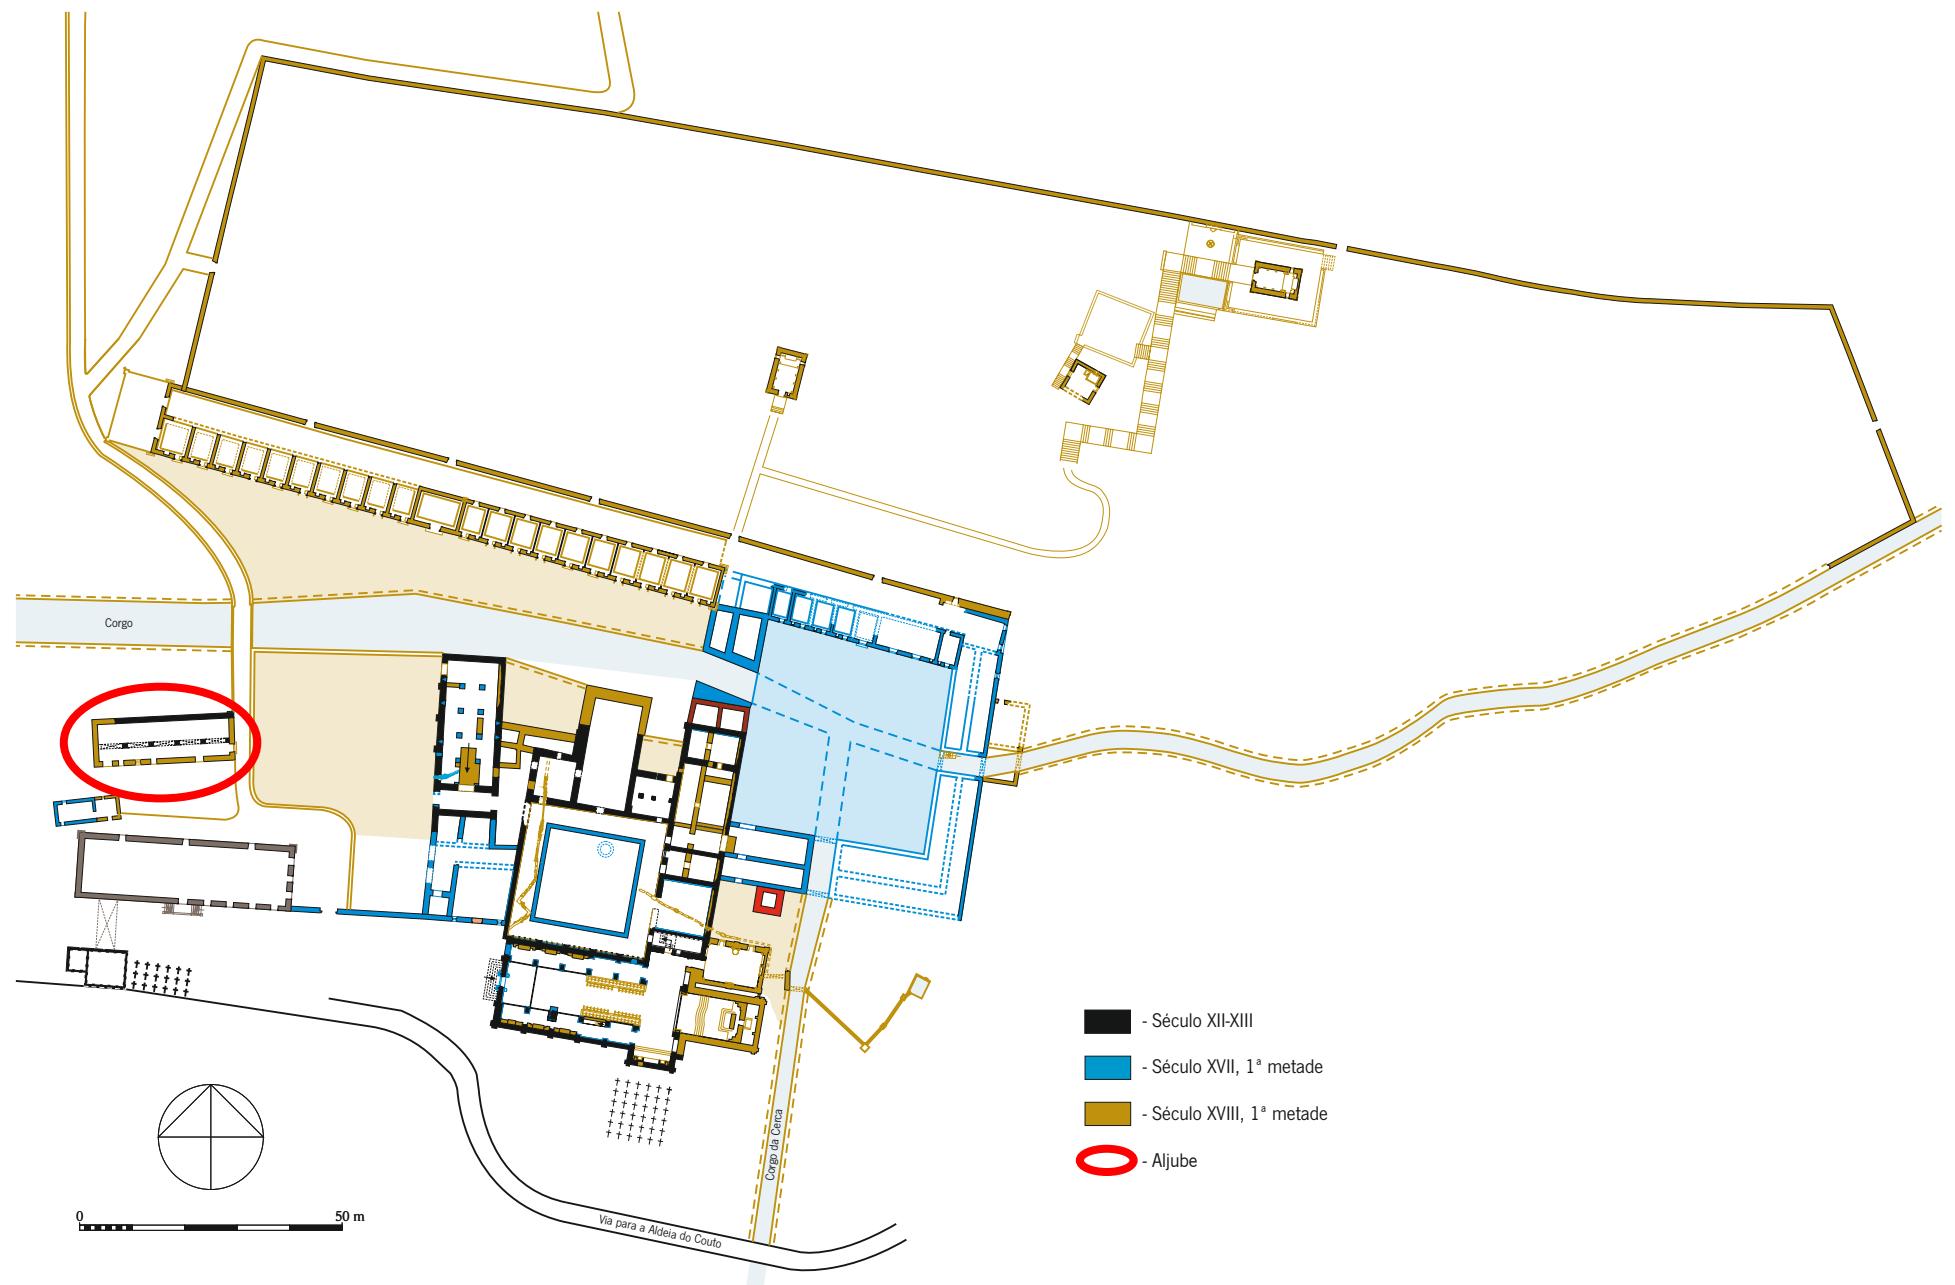 Corgo
- Século XII-XIII
- Século XVII, 1ª metade
- Século XVIII, 1ª metade
- Aljube
Corgo da Cerca
Via para a Aldeia do Couto
0 50 m